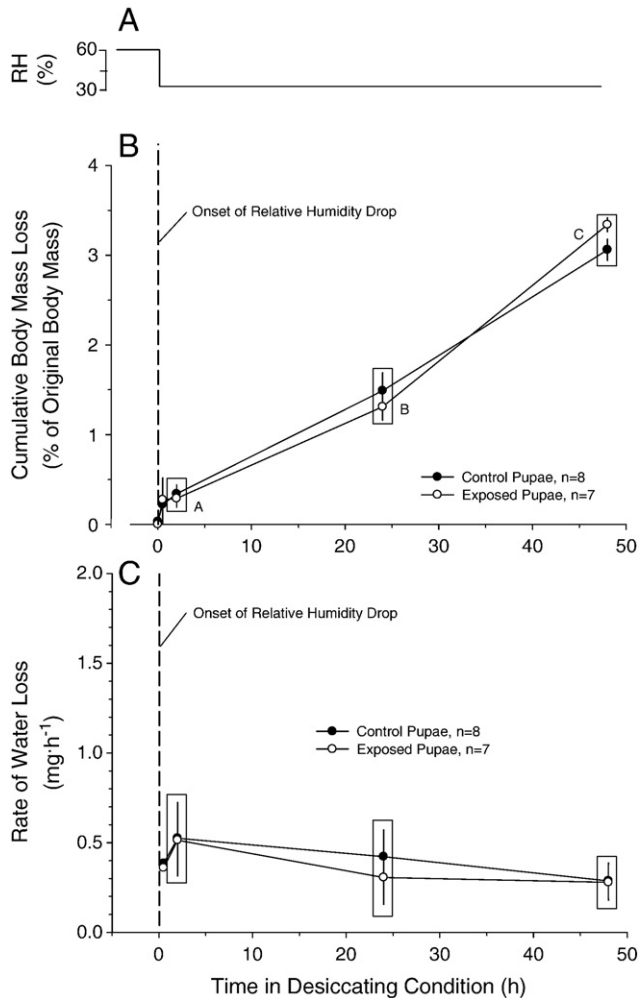 A
RH
(%)
60
30
B
Cumulative Body Mass Loss
(% of Original Body Mass)
4
3
2
1
0
Onset of Relative Humidity Drop
C
B
A
Control Pupae, n=8
Exposed Pupae, n=7
0 10 20 30 40 50
C
Rate of Water Loss
(mg·h-1)
2.0
1.5
1.0
0.5
0.0
Onset of Relative Humidity Drop
Control Pupae, n=8
Exposed Pupae, n=7
0 10 20 30 40 50
Time in Desiccating Condition (h)